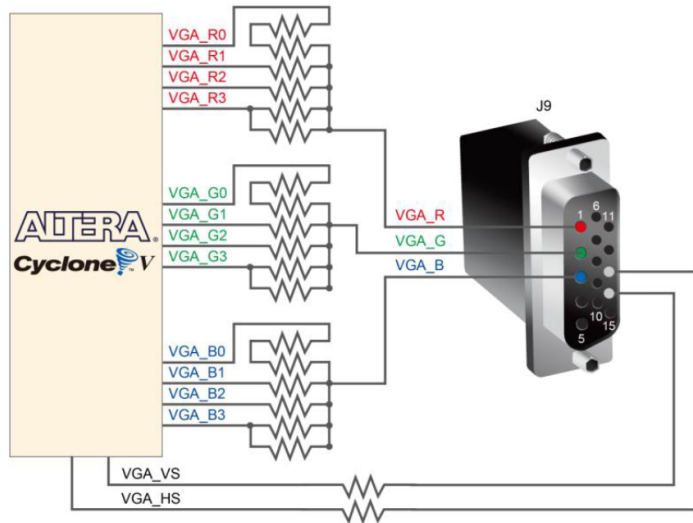 VGA_R0
VGA_R1
VGA_R2
VGA_R3
J9
VGA_G0
VGA_G1
VGA_G2
VGA_G3
ALTERA®
Cyclone™ V
VGA_R
VGA_G
VGA_B
1
6
11
5
10
15
VGA_B0
VGA_B1
VGA_B2
VGA_B3
VGA_VS
VGA_HS